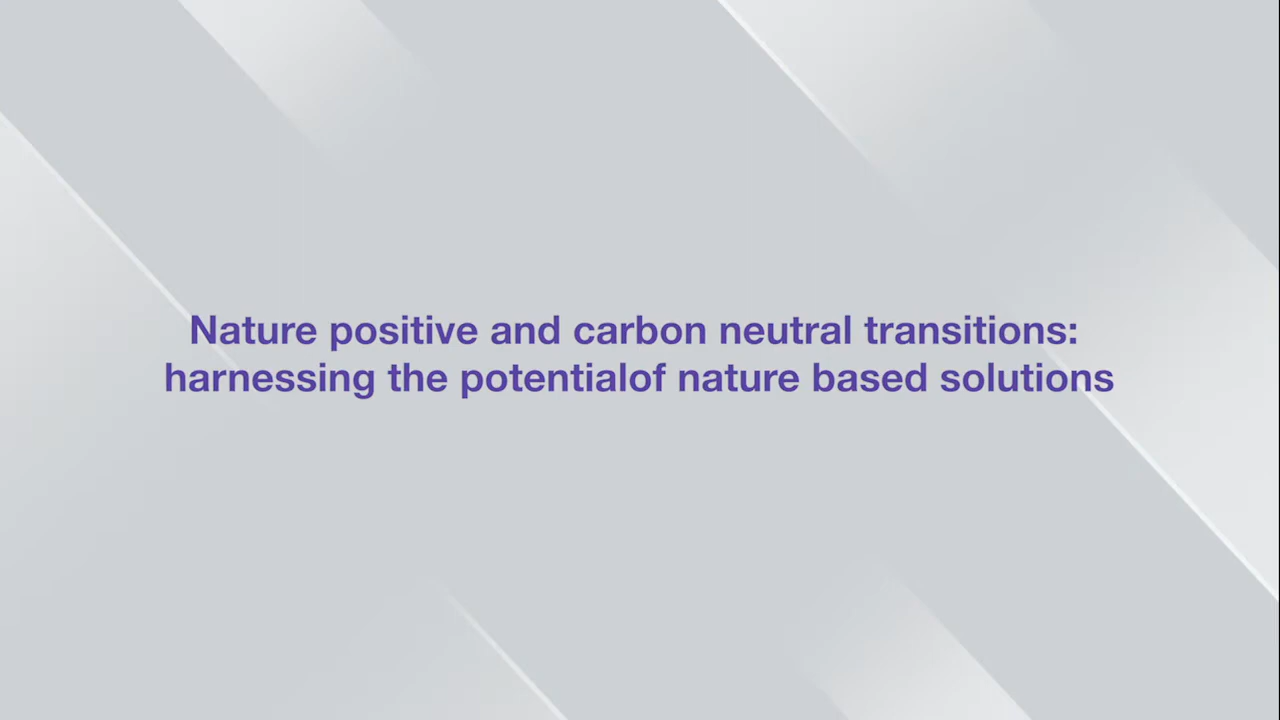 Nature positive and carbon neutral transitions:
harnessing the potentialof nature based solutions